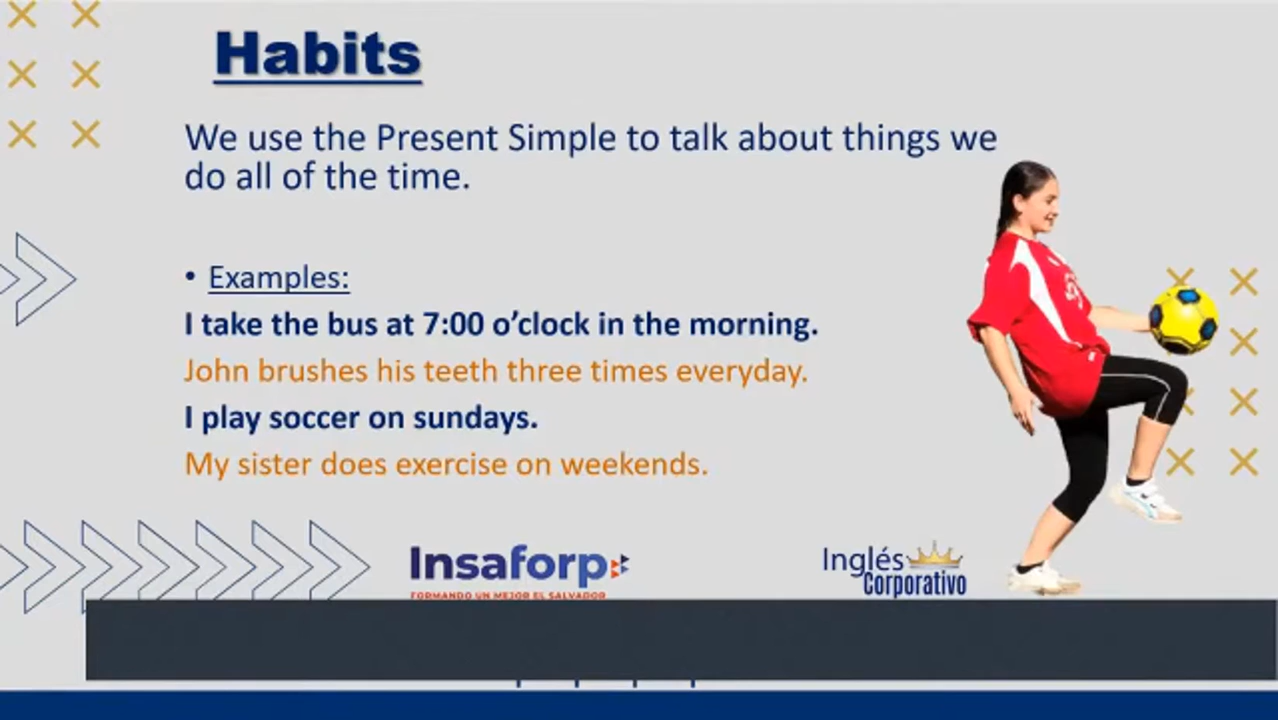 Habits
We use the Present Simple to talk about things we
do all of the time.
• Examples:
I take the bus at 7:00 o’clock in the morning.
John brushes his teeth three times everyday.
I play soccer on sundays.
My sister does exercise on weekends.
Insaforp
FORMANDO UN MEJOR EL SALVADOR
Inglés
Corporativo